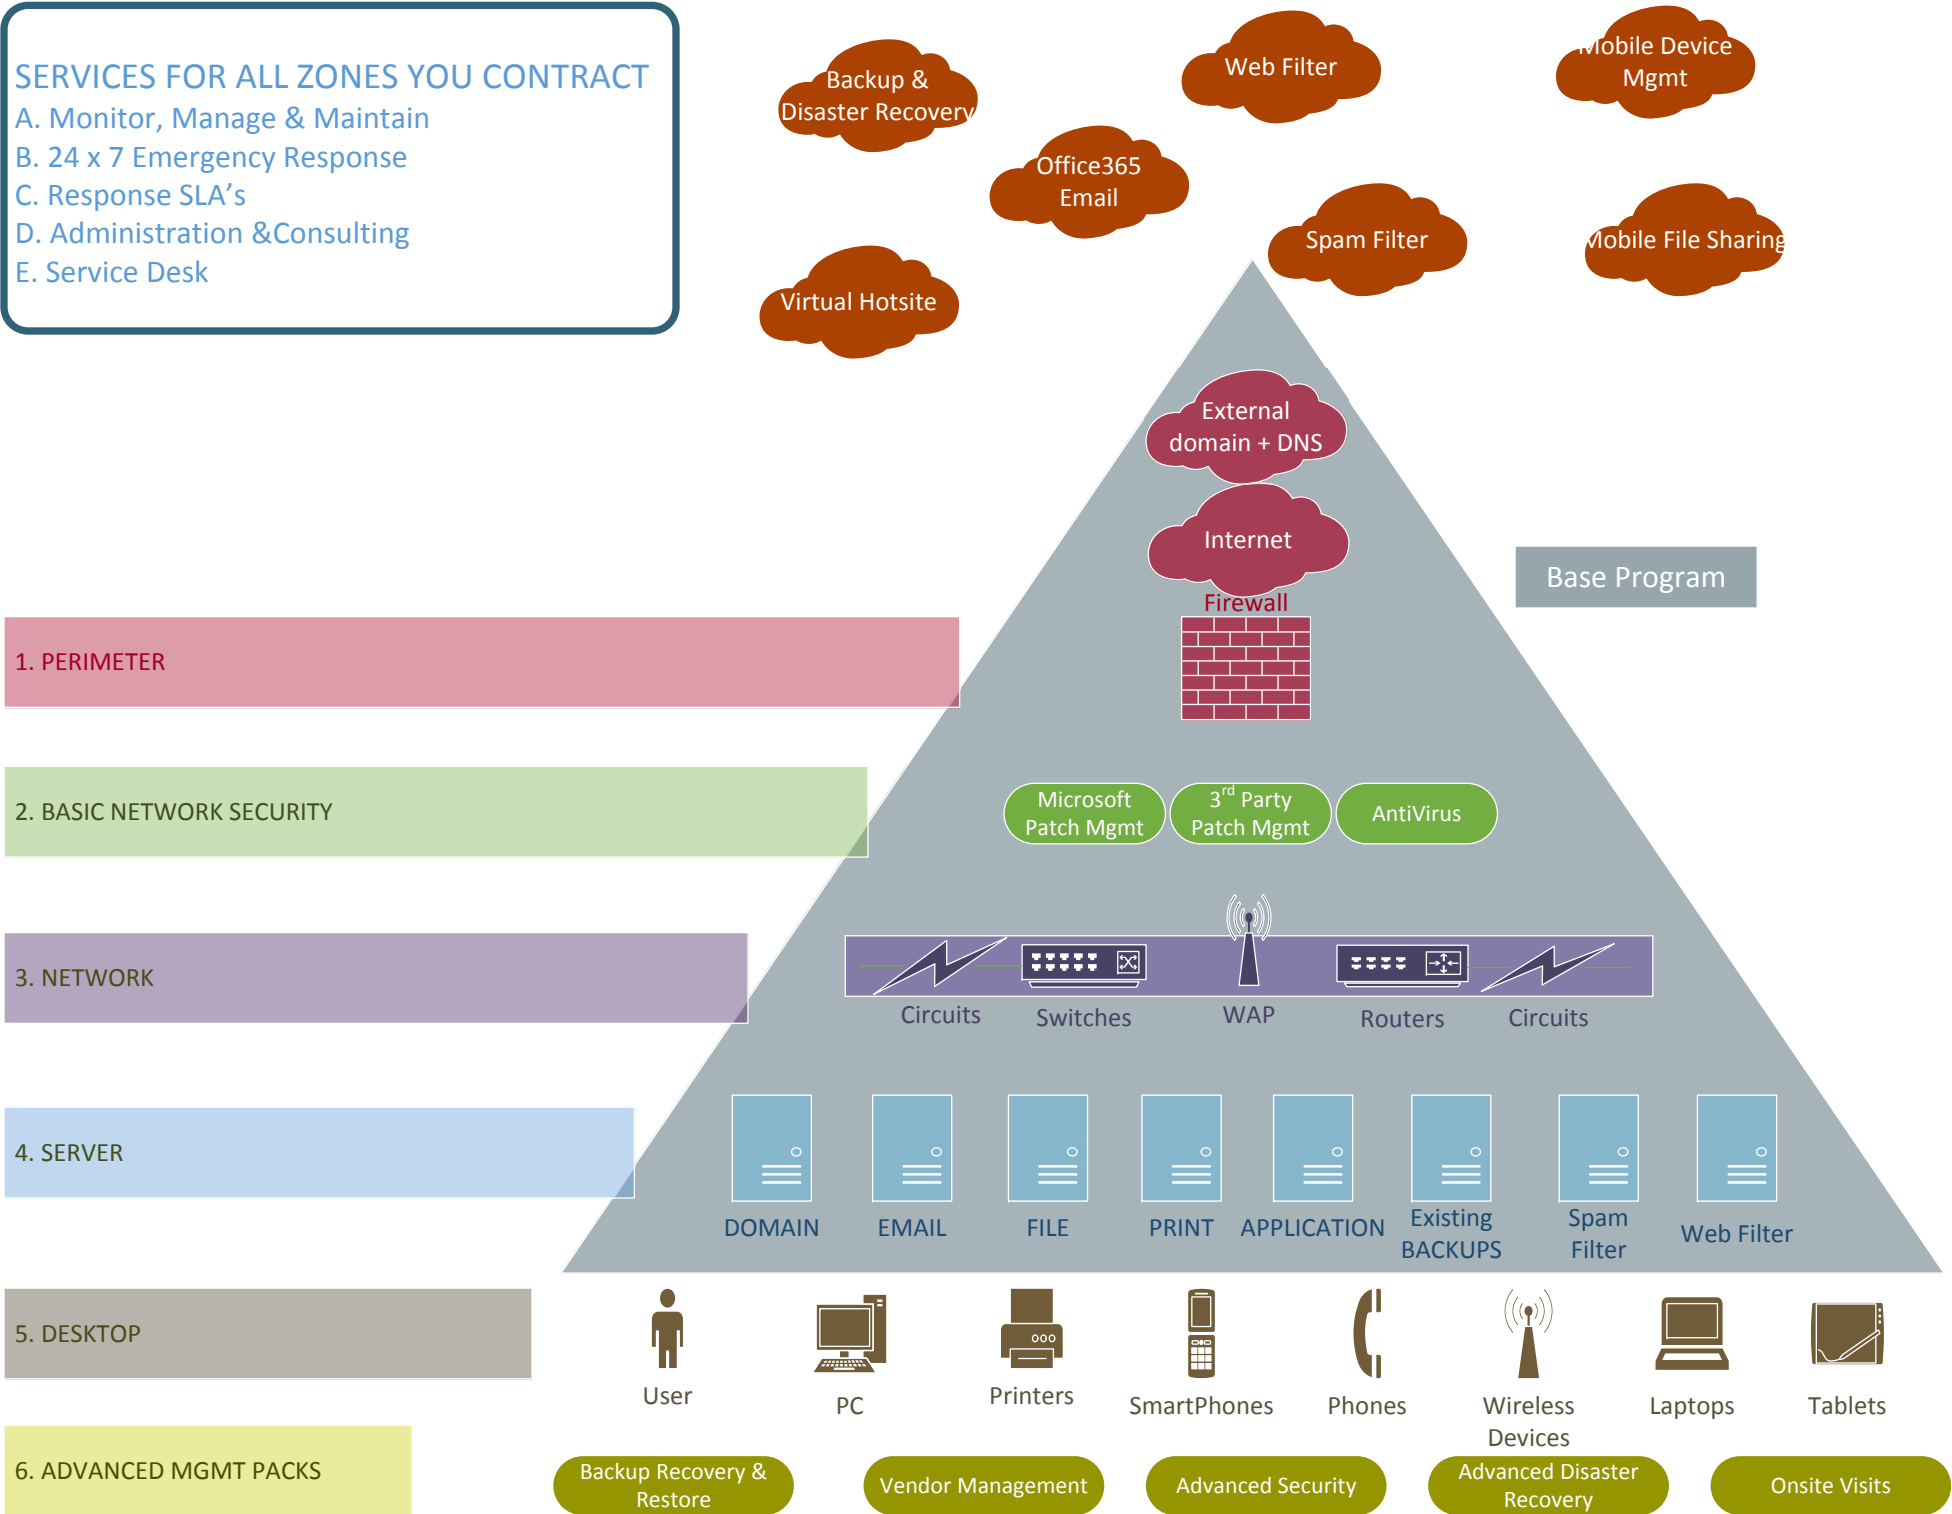 SERVICES FOR ALL ZONES YOU CONTRACT
A. Monitor, Manage & Maintain
B. 24 x 7 Emergency Response
C. Response SLA’s
D. Administration &Consulting
E. Service Desk
Backup &
Disaster Recovery
Web Filter
Mobile Device
Mgmt
Office365
Email
Spam Filter
Mobile File Sharing
Virtual Hotsite
External
domain + DNS
Internet
Base Program
Firewall
1. PERIMETER
2. BASIC NETWORK SECURITY
Microsoft
Patch Mgmt
3rd Party
Patch Mgmt
AntiVirus
3. NETWORK
Circuits
Switches
WAP
Routers
Circuits
4. SERVER
DOMAIN
EMAIL
FILE
PRINT
APPLICATION
Existing
BACKUPS
Spam
Filter
Web Filter
5. DESKTOP
User
PC
Printers
SmartPhones
Phones
Wireless
Devices
Laptops
Tablets
6. ADVANCED MGMT PACKS
Backup Recovery &
Restore
Vendor Management
Advanced Security
Advanced Disaster
Recovery
Onsite Visits